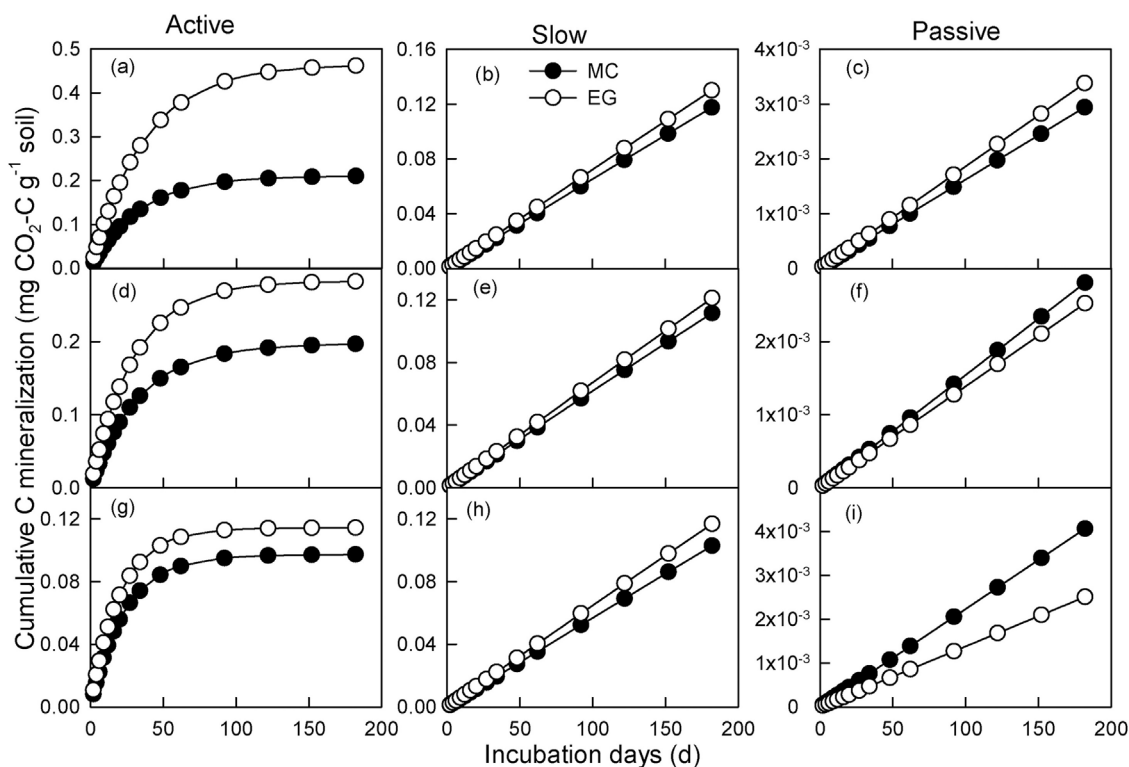 Active
Slow
Passive
Cumulative C mineralization (mg CO₂-C g⁻¹ soil)
(a)
0.5
0.4
0.3
0.2
0.1
0.0
(b)
MC
EG
0.16
0.12
0.08
0.04
0.00
(c)
4x10⁻³
3x10⁻³
2x10⁻³
1x10⁻³
0
(d)
0.2
0.1
0.0
(e)
0.12
0.08
0.04
0.00
(f)
2x10⁻³
1x10⁻³
0
(g)
0.12
0.08
0.04
0.00
(h)
0.12
0.08
0.04
0.00
(i)
4x10⁻³
3x10⁻³
2x10⁻³
1x10⁻³
0
0 50 100 150 200
0 50 100 150 200
0 50 100 150 200
Incubation days (d)